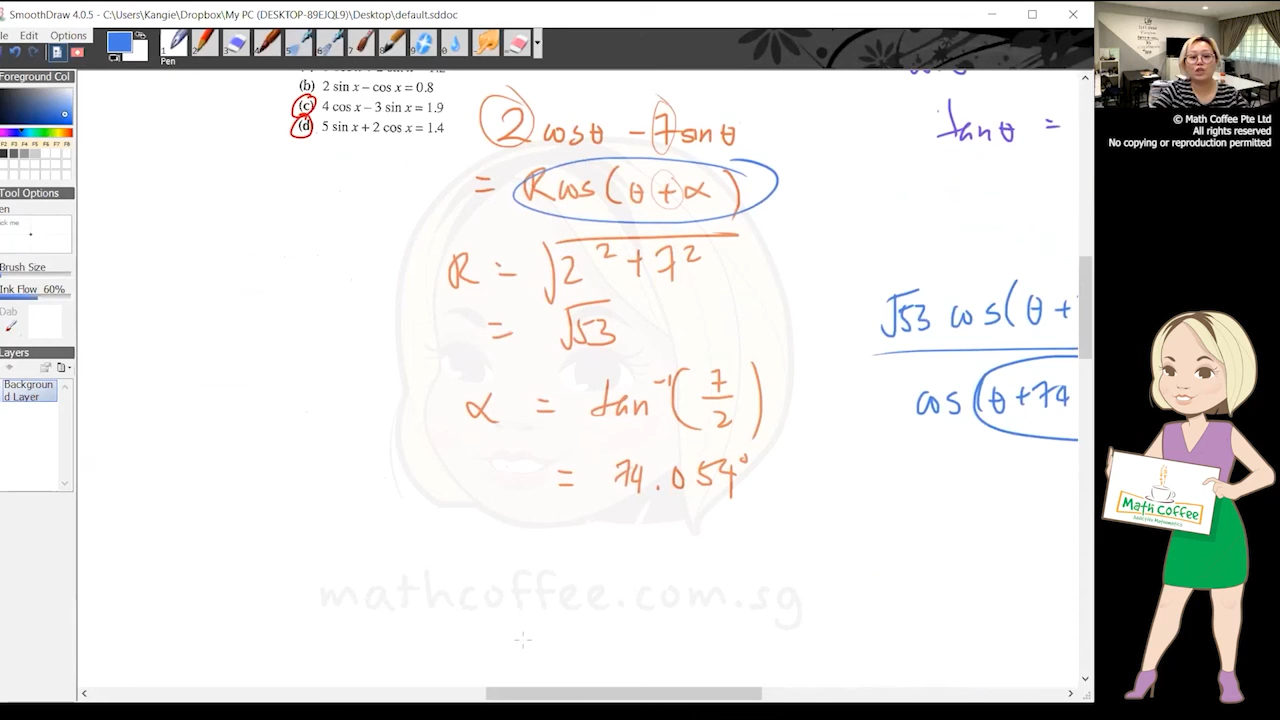 SmoothDraw 4.0.5 - C:\Users\Kangie\Dropbox\My PC (DESKTOP-89EJQL9)\Desktop\default.sddoc
Edit Options
Pen
Foreground Col
Tool Options
Brush Size
Ink Flow 60%
Dab
Layers
Backgroun
d Layer
(b) 2 sin x – cos x = 0.8
(c) 4 cos x – 3 sin x = 1.9
(d) 5 sin x + 2 cos x = 1.4
2 cos θ - 7 sin θ
= R cos ( θ + α )
R = √2² + 7²
= √53
α = tan⁻¹ ( 7/2 )
= 74.054°
tan θ =
√53 cos ( θ +
cos ( θ + 74
mathcoffee.com.sg
© Math Coffee Pte Ltd
All rights reserved
No copying or reproduction permitted
Math Coffee